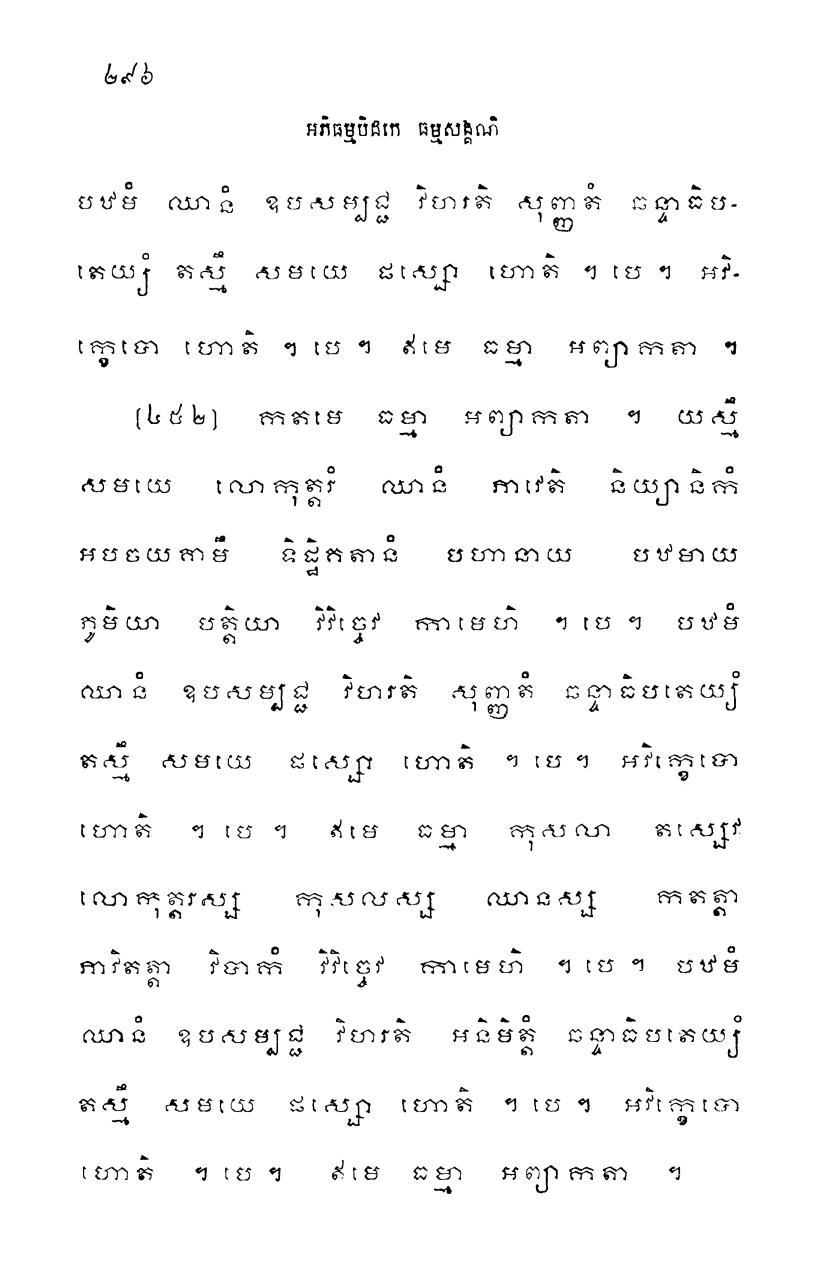 ២៩៦
អភិធម្មបិដកេ ធម្មសង្គណិ
បឋមំ ឈានំ ឧបសម្បជ្ជ វិហរតិ សុញ្ញតំ ឆន្ទាធិប-
តេយ្យំ តស្មឹ សមយេ ផស្សោ ហោតិ ។ បេ ។ អវិ-
ក្ខេបោ ហោតិ ។ បេ ។ ឥមេ ធម្មា អព្យាកតា ។
(៤៥២) កតមេ ធម្មា អព្យាកតា ។ យស្មឹ
សមយេ លោកុត្តរំ ឈានំ ភាវេតិ និយ្យានិកំ
អបចយគាមឹ ទិដ្ឋិគតានំ បហានាយ បឋមាយ
ភូមិយា បត្តិយា វិវិច្ចេវ កាមេហិ ។ បេ ។ បឋមំ
ឈានំ ឧបសម្បជ្ជ វិហរតិ សុញ្ញតំ ឆន្ទាធិបតេយ្យំ
តស្មឹ សមយេ ផស្សោ ហោតិ ។ បេ ។ អវិក្ខេបោ
ហោតិ ។ បេ ។ ឥមេ ធម្មា កុសលា តស្សេវ
លោកុត្តរស្ស កុសលស្ស ឈានស្ស កតត្តា
ភាវិតត្តា វិបាកំ វិវិច្ចេវ កាមេហិ ។ បេ ។ បឋមំ
ឈានំ ឧបសម្បជ្ជ វិហរតិ អនិមិត្តំ ឆន្ទាធិបតេយ្យំ
តស្មឹ សមយេ ផស្សោ ហោតិ ។ បេ ។ អវិក្ខេបោ
ហោតិ ។ បេ ។ ឥមេ ធម្មា អព្យាកតា ។